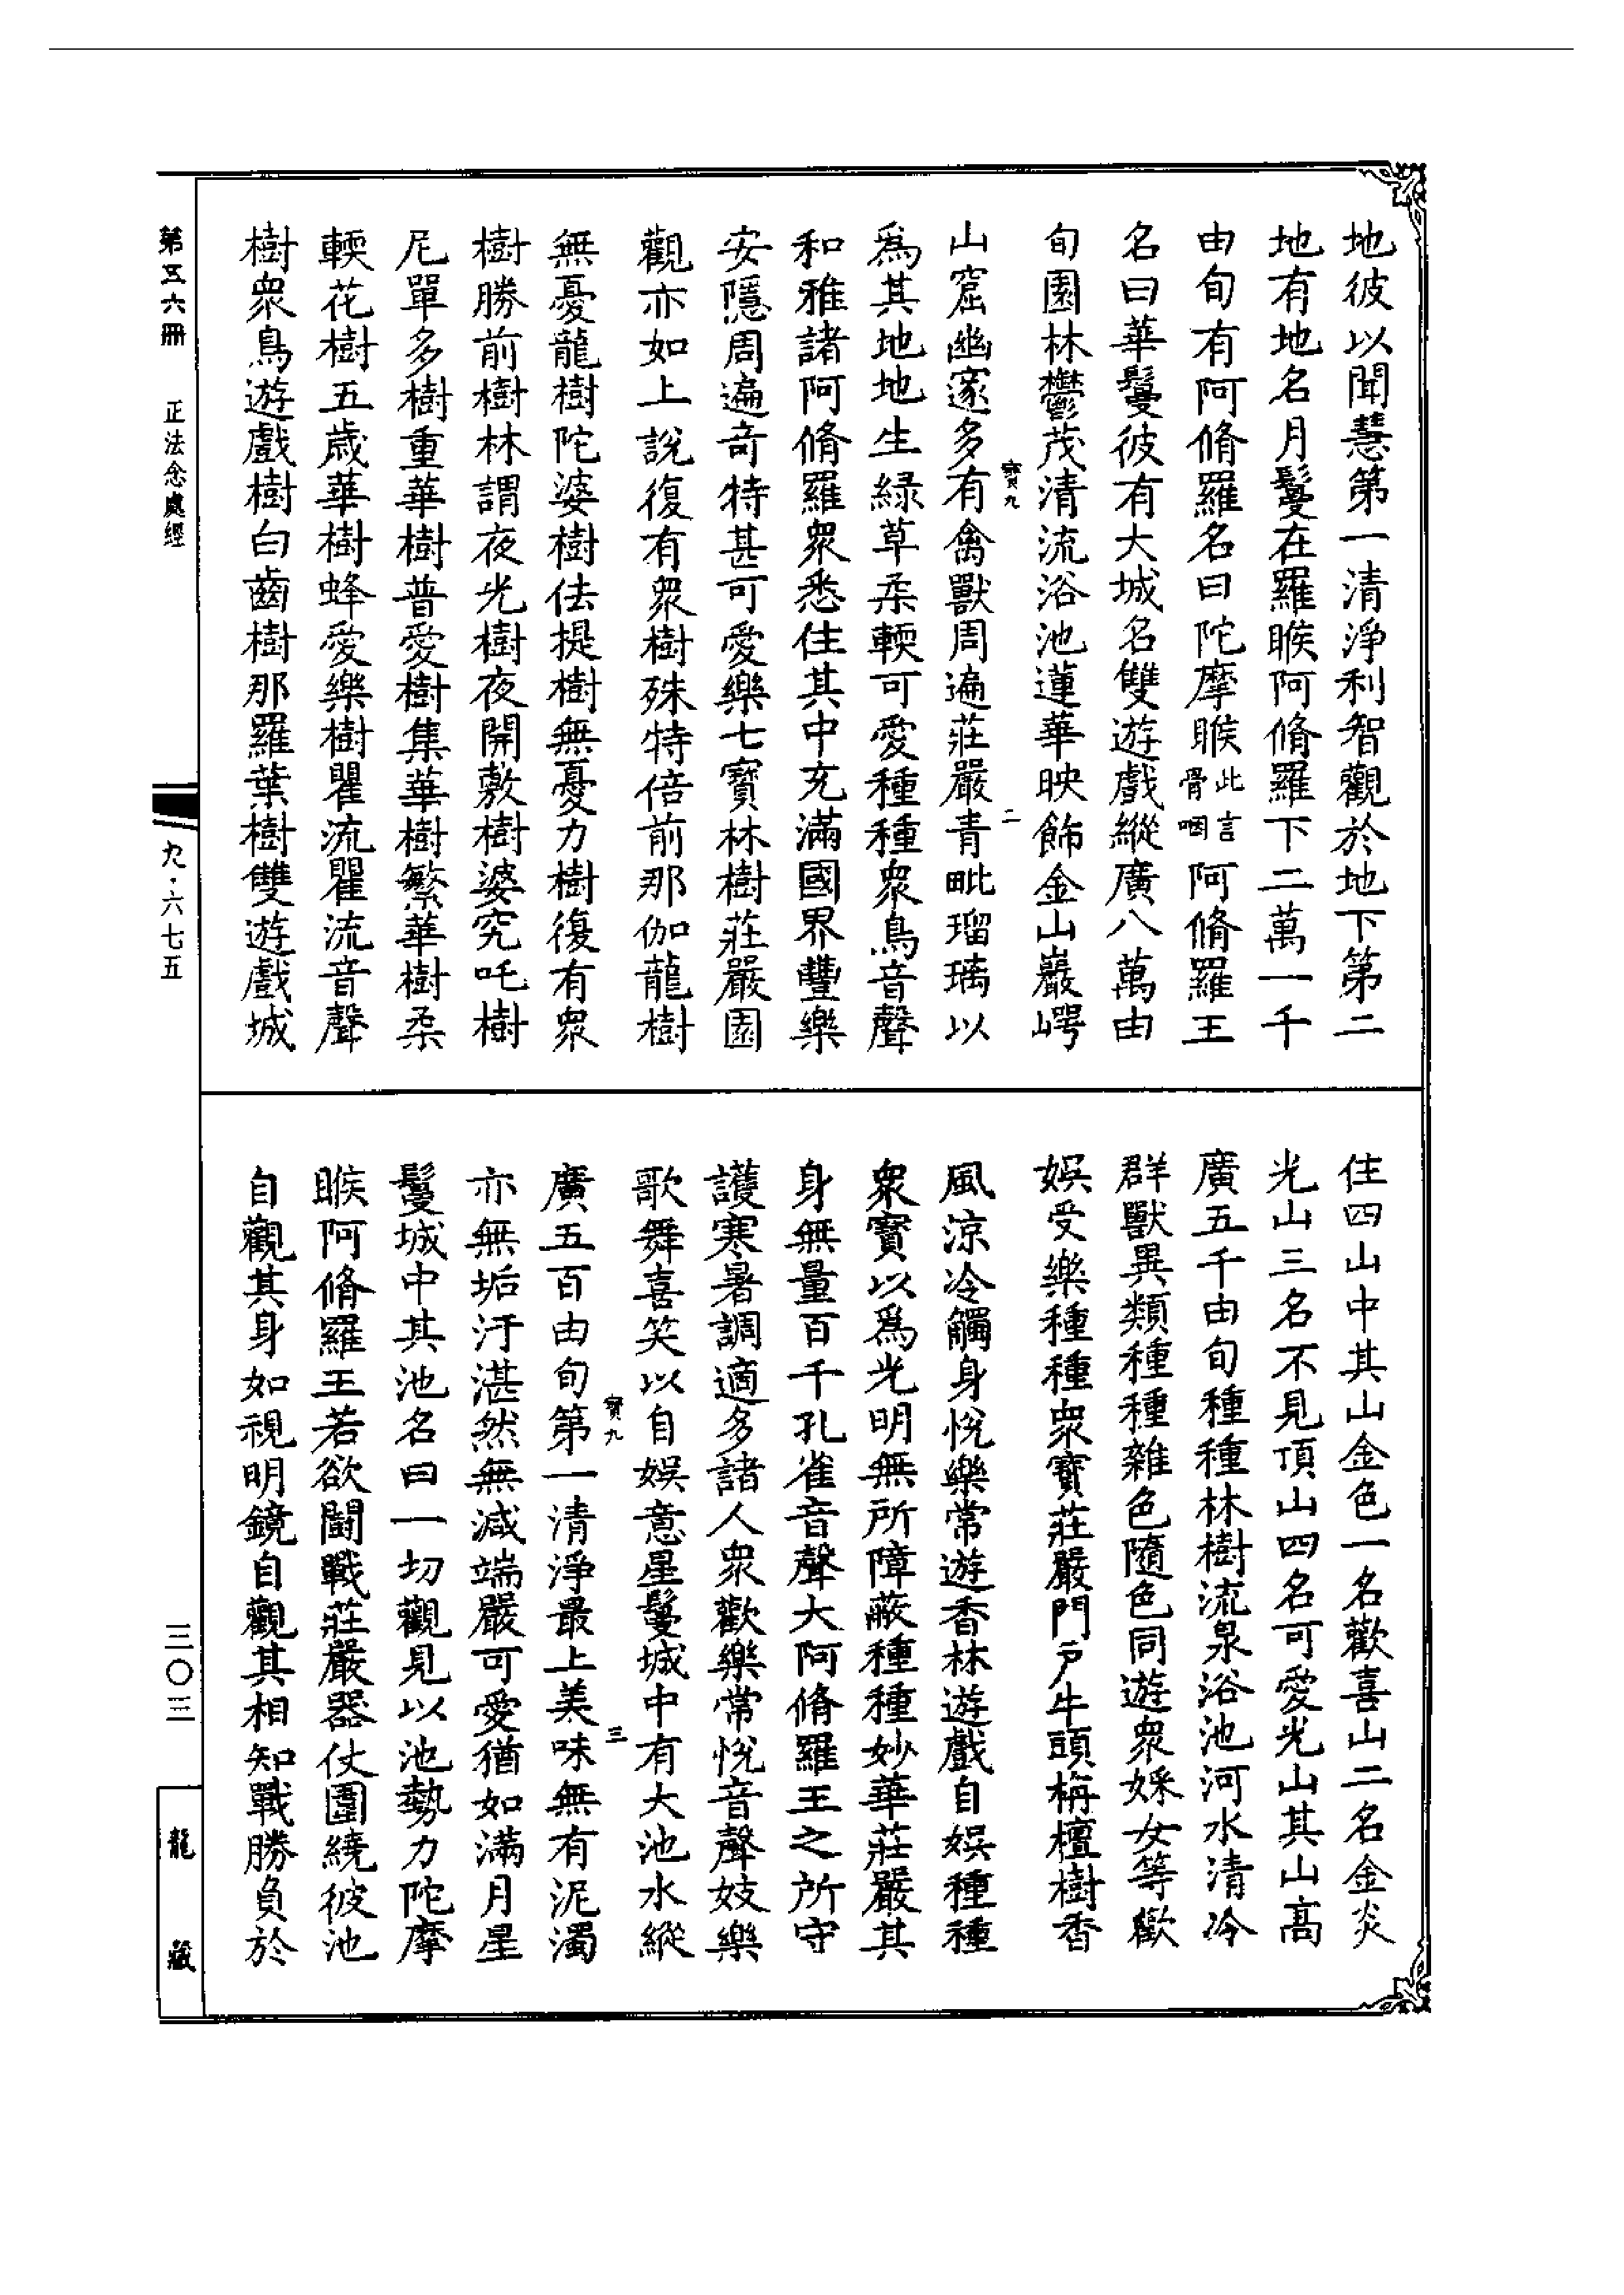 地彼以聞慧第一清淨利智觀於地下第二
地有地名月鬘在羅睺阿脩羅下二萬一千
由旬有阿脩羅名曰陀摩睺此言骨咽阿脩羅王
名曰華鬘彼有大城名雙遊戲縱廣八萬由
旬園林鬱茂清流浴池蓮華映飾金山巖崿
寶九
二
山窟幽邃多有禽獸周遍莊嚴青毗瑠璃以
為其地地生緑草柔輭可愛種種衆鳥音聲
和雅諸阿脩羅衆悉住其中充滿國界豐樂
安隱周遍奇特甚可愛樂七寶林樹莊嚴園
觀亦如上說復有衆樹殊特倍前那伽龍樹
無憂龍樹陀婆樹佉提樹無憂力樹復有衆
樹勝前樹林謂夜光樹夜開敷樹婆究吒樹
尼單多樹重華樹普愛樹集華樹繁華樹柔
輭花樹五歲華樹蜂愛樂樹瞿流瞿流音聲
樹衆鳥遊戲樹白齒樹那羅葉樹雙遊戲城
住四山中其山金色一名歡喜山二名金炎
光山三名不見頂山四名可愛光山其山高
廣五千由旬種種林樹流泉浴池河水清冷
群獸異類種種雜色隨色同遊衆婇女等歡
娛受樂種種衆寶莊嚴門戶牛頭栴檀樹香
風涼冷觸身悅樂常遊香林遊戲自娛種種
衆寶以為光明無所障蔽種種妙華莊嚴其
身無量百千孔雀音聲大阿脩羅王之所守
護寒暑調適多諸人衆歡樂常悅音聲妓樂
歌舞喜笑以自娛意星鬘城中有大池水縱
寶九
三
廣五百由旬第一清淨最上美味無有泥濁
亦無垢汙湛然無減端嚴可愛猶如滿月星
鬘城中其池名曰一切觀見以池勢力陀摩
睺阿脩羅王若欲鬪戰莊嚴器仗圍繞彼池
自觀其身如視明鏡自觀其相知戰勝負於
第五六冊
正法念處經
九·六七五
三〇三
龍藏